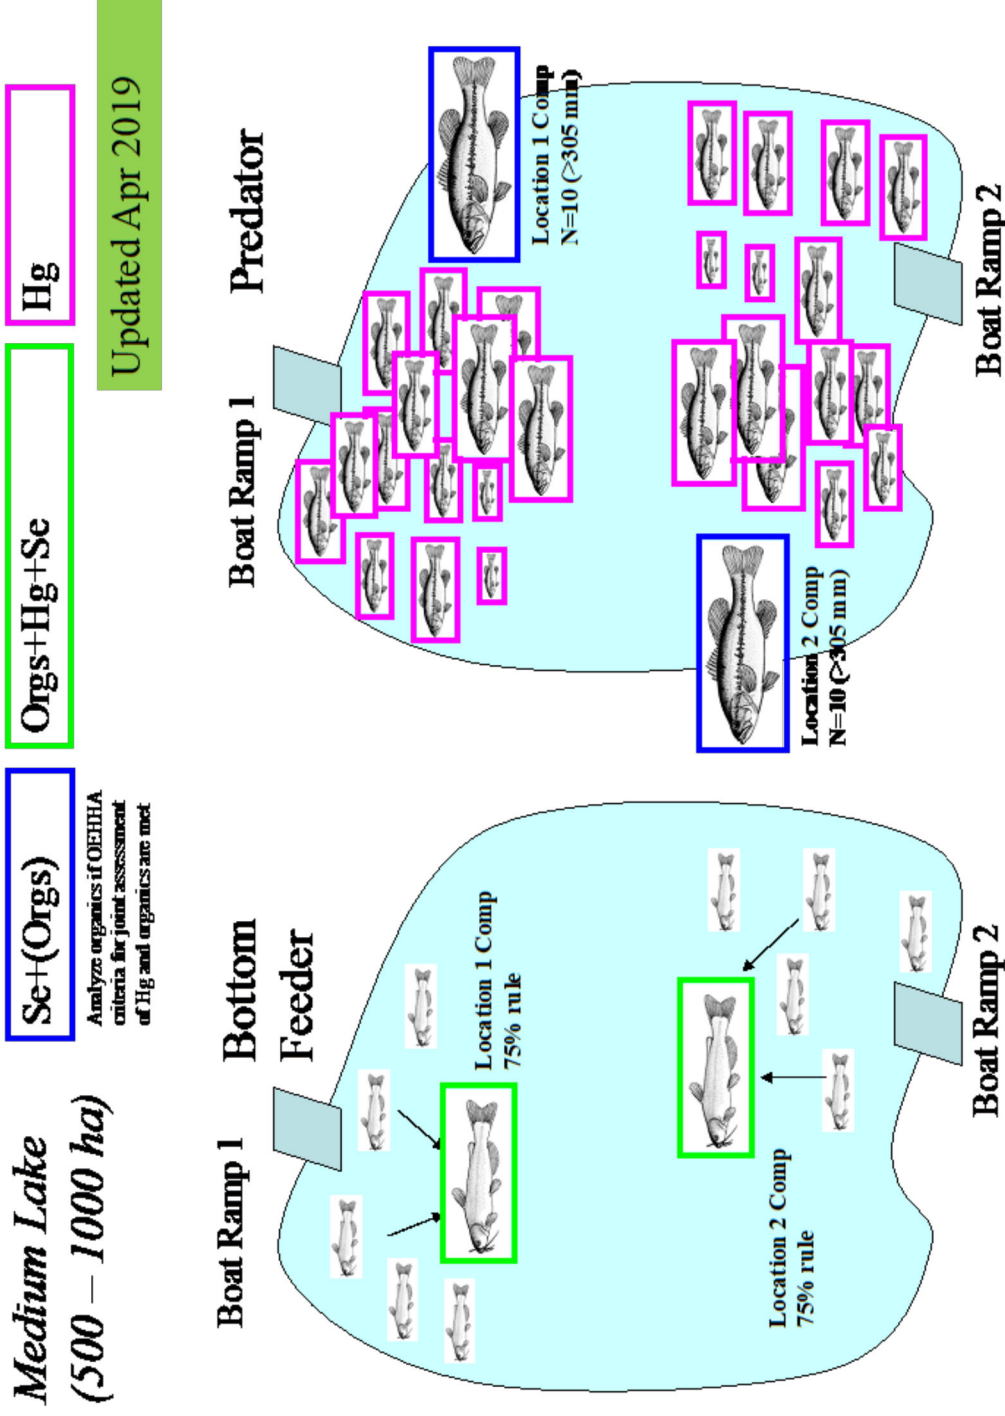 Medium Lake
(500 – 1000 ha)
Se+(Orgs)
Orgs+Hg+Se
Hg
Analyze organics if OEHHA
criteria for joint assessment
of Hg and organics are met
Updated Apr 2019
Bottom
Feeder
Boat Ramp 1
Location 1 Comp
75% rule
Location 2 Comp
75% rule
Boat Ramp 2
Predator
Boat Ramp 1
Location 1 Comp
N=10 (>305 mm)
Location 2 Comp
N=10 (>305 mm)
Boat Ramp 2